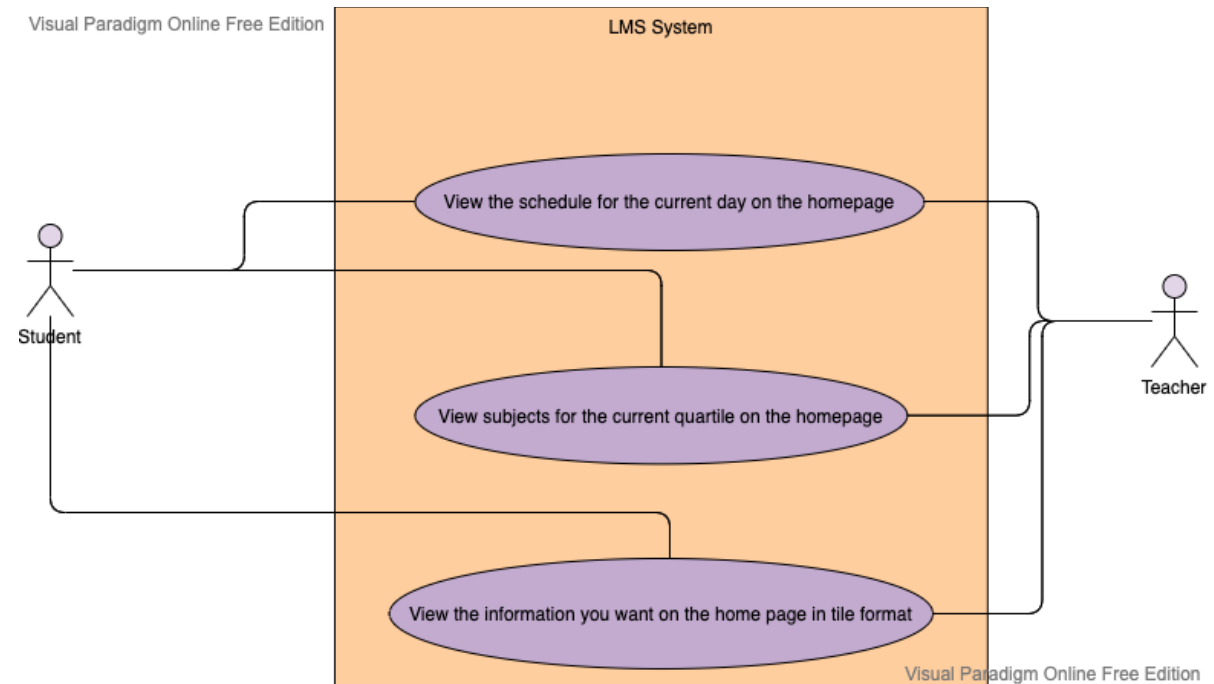 Visual Paradigm Online Free Edition
LMS System
View the schedule for the current day on the homepage
Student
Teacher
View subjects for the current quartile on the homepage
View the information you want on the home page in tile format
Visual Paradigm Online Free Edition